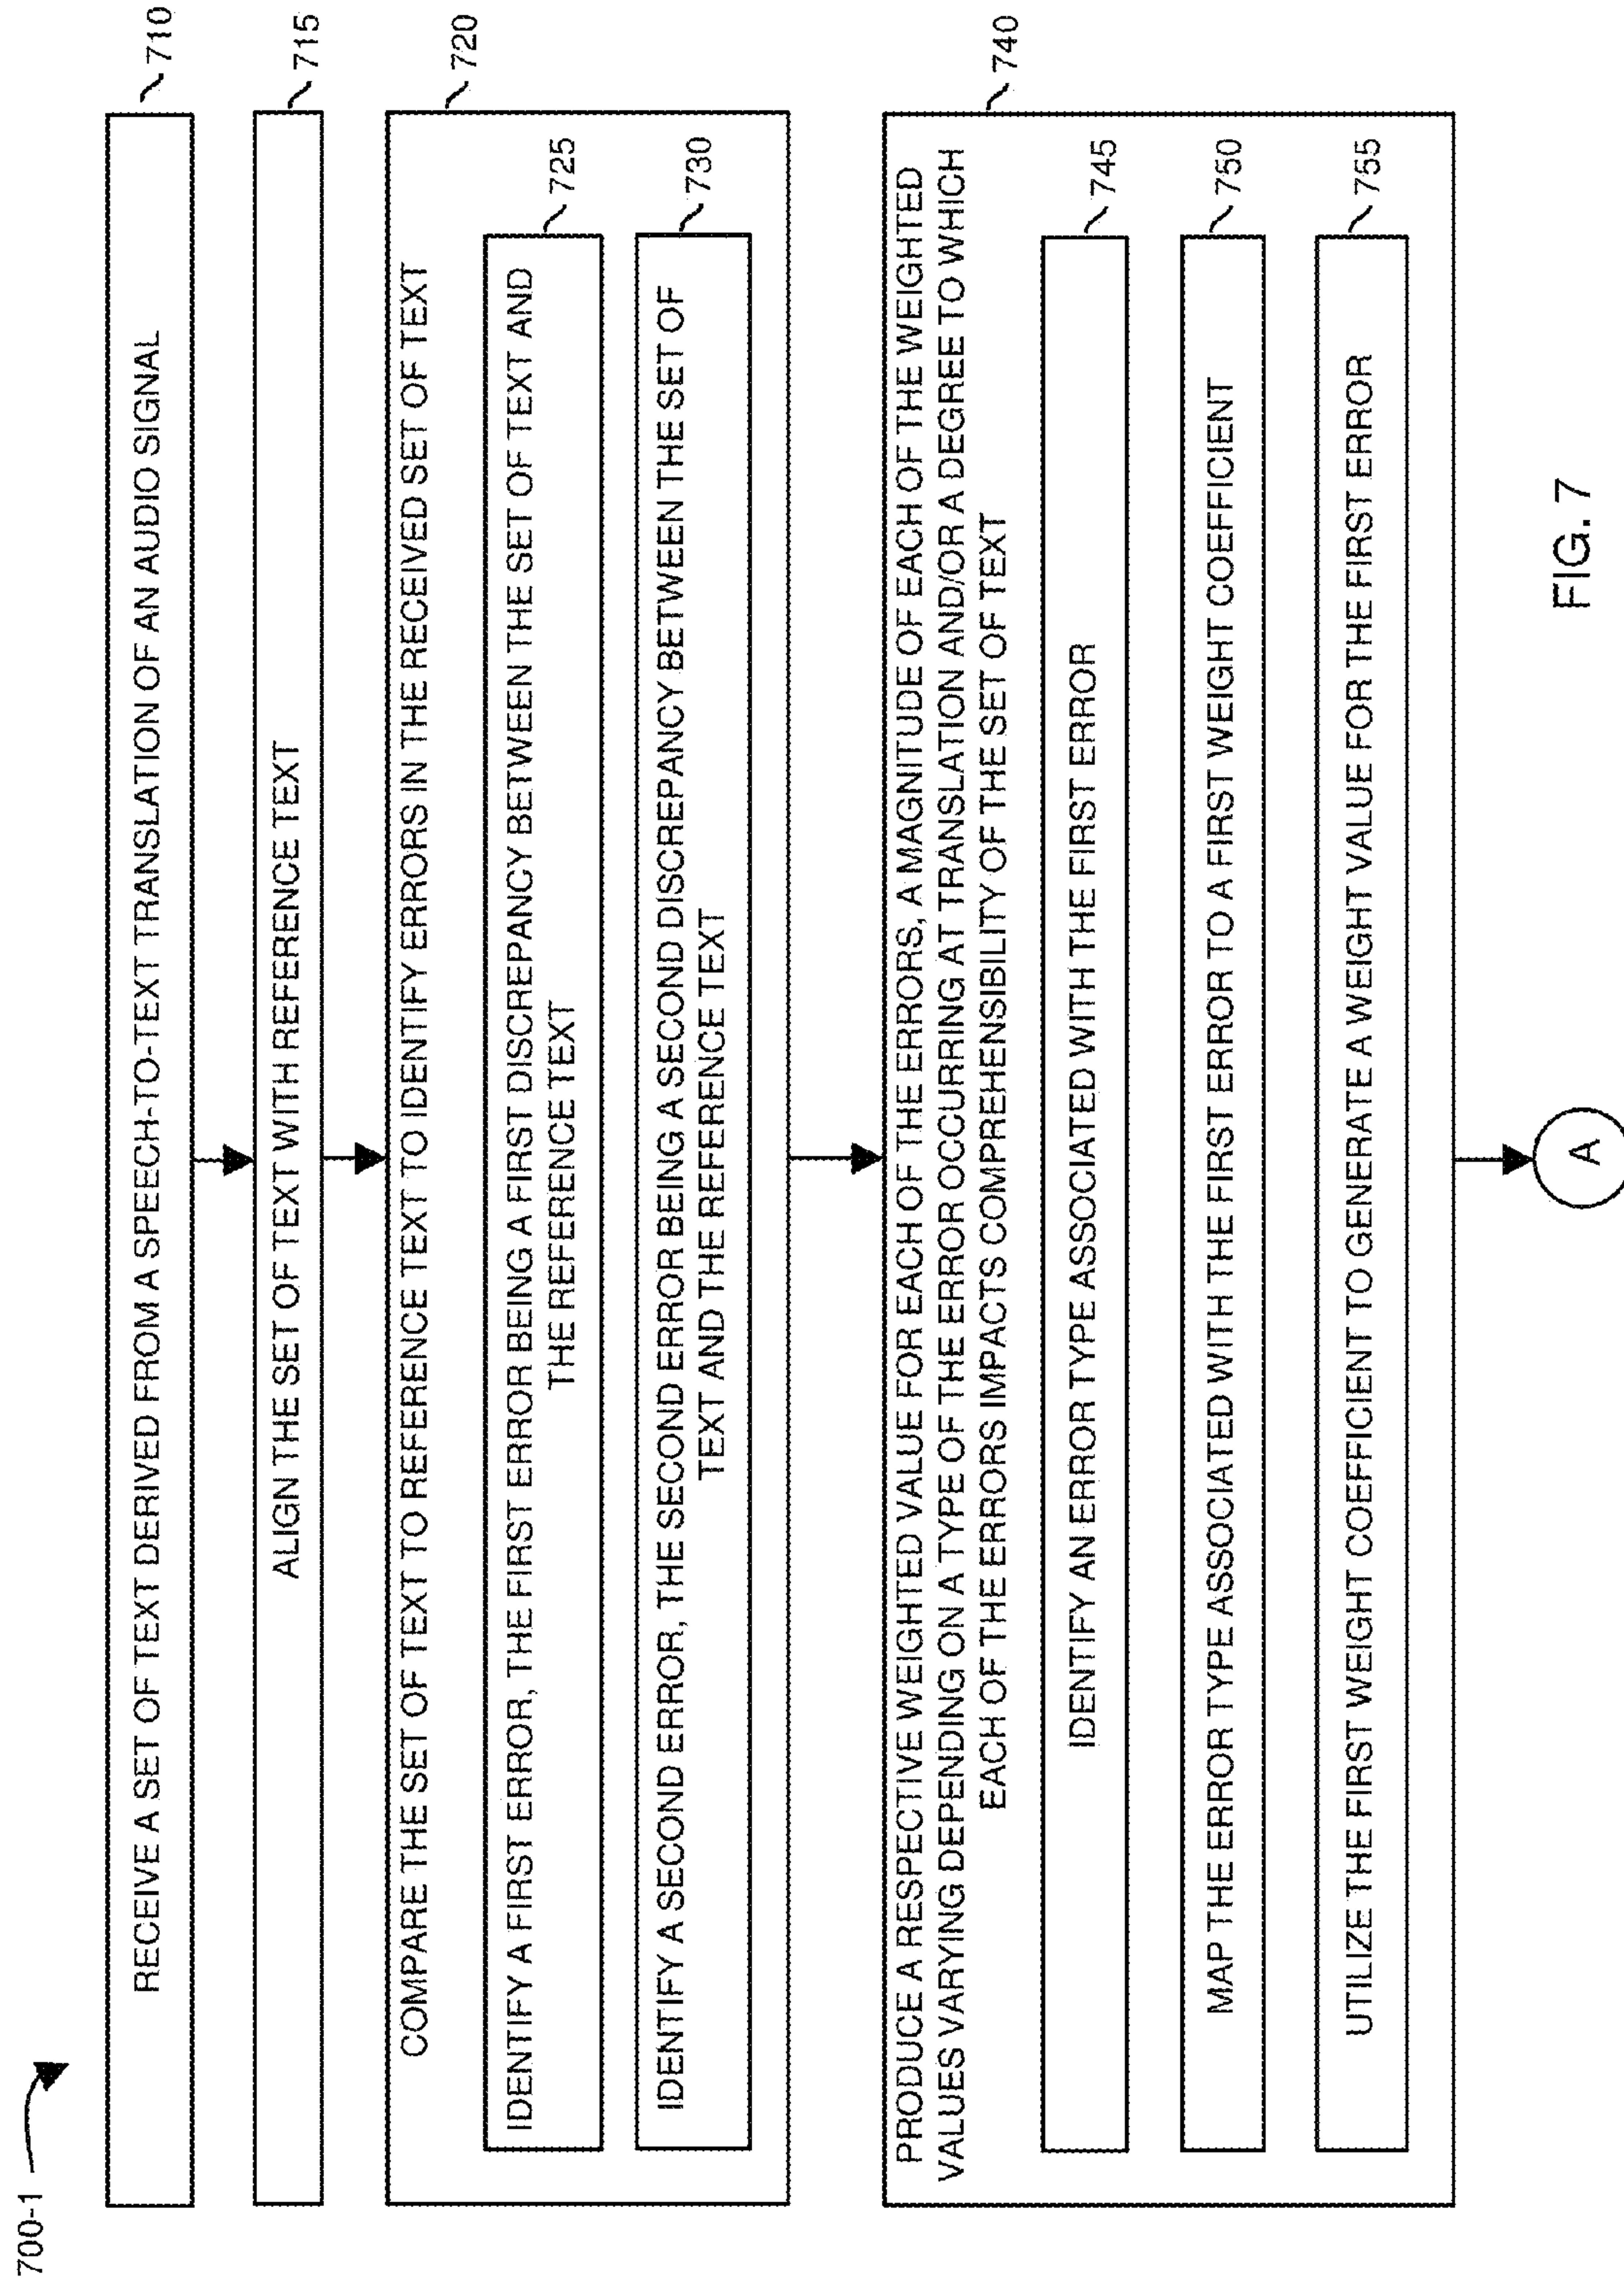 700-1
RECEIVE A SET OF TEXT DERIVED FROM A SPEECH-TO-TEXT TRANSLATION OF AN AUDIO SIGNAL
710
ALIGN THE SET OF TEXT WITH REFERENCE TEXT
715
COMPARE THE SET OF TEXT TO REFERENCE TEXT TO IDENTIFY ERRORS IN THE RECEIVED SET OF TEXT
720
IDENTIFY A FIRST ERROR, THE FIRST ERROR BEING A FIRST DISCREPANCY BETWEEN THE SET OF TEXT AND
THE REFERENCE TEXT
725
IDENTIFY A SECOND ERROR, THE SECOND ERROR BEING A SECOND DISCREPANCY BETWEEN THE SET OF
TEXT AND THE REFERENCE TEXT
730
PRODUCE A RESPECTIVE WEIGHTED VALUE FOR EACH OF THE ERRORS, A MAGNITUDE OF EACH OF THE WEIGHTED
VALUES VARYING DEPENDING ON A TYPE OF THE ERROR OCCURRING AT TRANSLATION AND/OR A DEGREE TO WHICH
EACH OF THE ERRORS IMPACTS COMPREHENSIBILITY OF THE SET OF TEXT
740
IDENTIFY AN ERROR TYPE ASSOCIATED WITH THE FIRST ERROR
745
MAP THE ERROR TYPE ASSOCIATED WITH THE FIRST ERROR TO A FIRST WEIGHT COEFFICIENT
750
UTILIZE THE FIRST WEIGHT COEFFICIENT TO GENERATE A WEIGHT VALUE FOR THE FIRST ERROR
755
A
FIG. 7